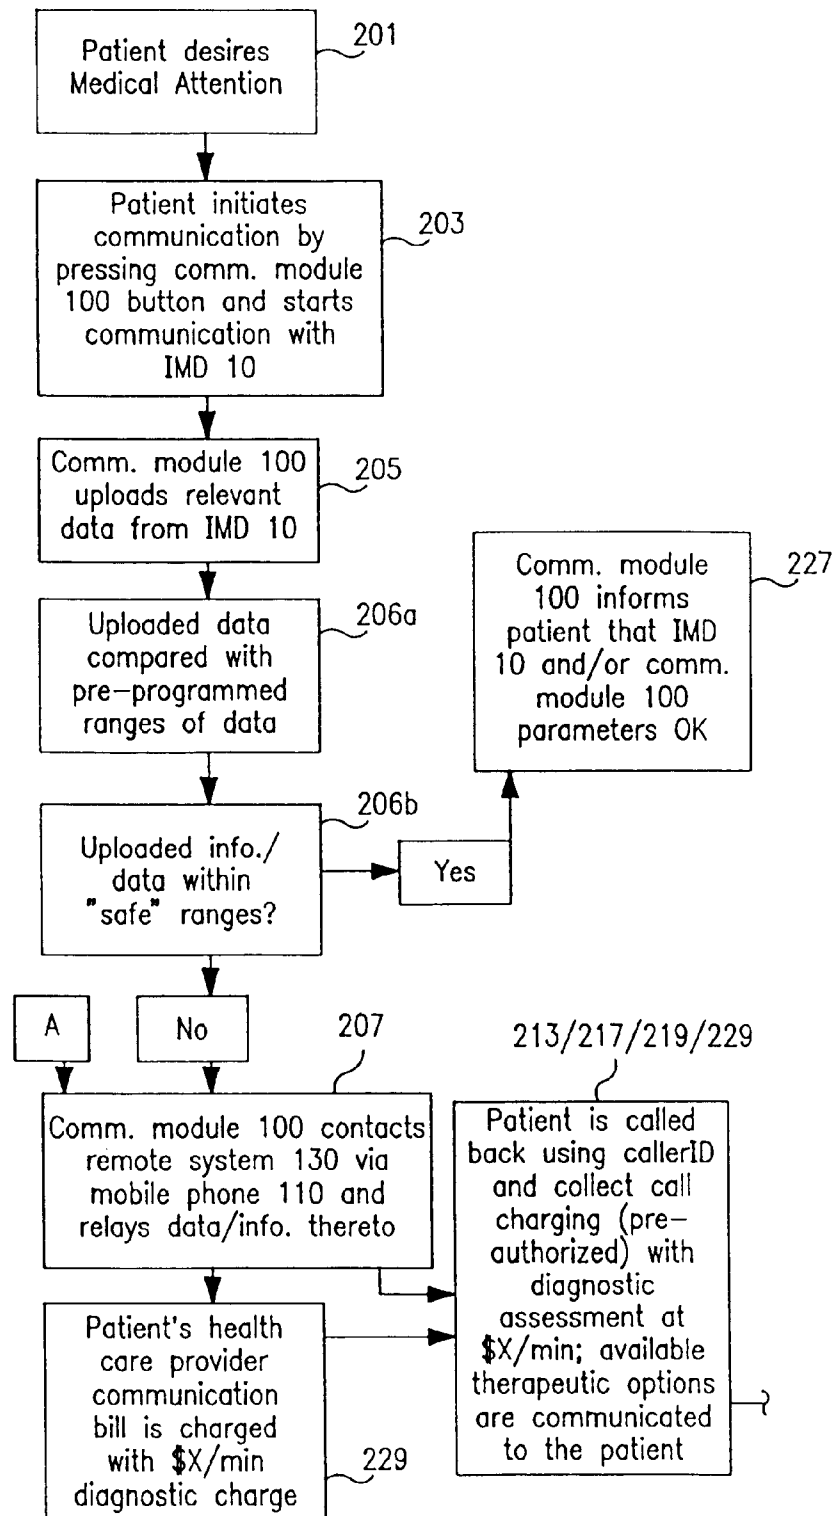 Patient desires
Medical Attention
201
Patient initiates
communication by
pressing comm. module
100 button and starts
communication with
IMD 10
203
Comm. module 100
uploads relevant
data from IMD 10
205
Uploaded data
compared with
pre-programmed
ranges of data
206a
Comm. module
100 informs
patient that IMD
10 and/or comm.
module 100
parameters OK
227
Uploaded info./
data within
"safe" ranges?
206b
Yes
A
No
Comm. module 100 contacts
remote system 130 via
mobile phone 110 and
relays data/info. thereto
207
213/217/219/229
Patient is called
back using callerID
and collect call
charging (pre-
authorized) with
diagnostic
assessment at
$X/min; available
therapeutic options
are communicated
to the patient
Patient's health
care provider
communication
bill is charged
with $X/min
diagnostic charge
229